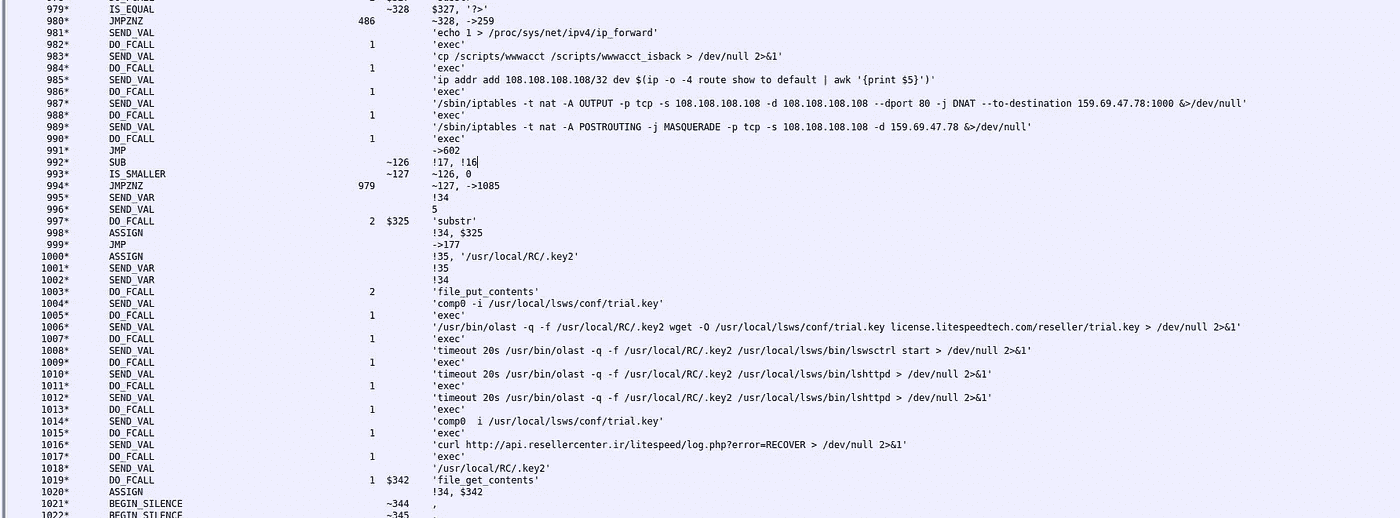 979* IS_EQUAL ~328 $327, '?>'
980* JMPZNZ 486 ~328, ->259
981* SEND_VAL 'echo 1 > /proc/sys/net/ipv4/ip_forward'
982* DO_FCALL 1 'exec'
983* SEND_VAL 'cp /scripts/wwwacct /scripts/wwwacct_isback > /dev/null 2>&1'
984* DO_FCALL 1 'exec'
985* SEND_VAL 'ip addr add 108.108.108.108/32 dev $(ip -o -4 route show to default | awk '{print $5}')'
986* DO_FCALL 1 'exec'
987* SEND_VAL '/sbin/iptables -t nat -A OUTPUT -p tcp -s 108.108.108.108 -d 108.108.108.108 --dport 80 -j DNAT --to-destination 159.69.47.78:1000 &>/dev/null'
988* DO_FCALL 1 'exec'
989* SEND_VAL '/sbin/iptables -t nat -A POSTROUTING -j MASQUERADE -p tcp -s 108.108.108.108 -d 159.69.47.78 &>/dev/null'
990* DO_FCALL 1 'exec'
991* JMP ->602
992* SUB ~126 !17, !16
993* IS_SMALLER ~127 ~126, 0
994* JMPZNZ 979 ~127, ->1085
995* SEND_VAR !34
996* SEND_VAL 5
997* DO_FCALL 2 $325 'substr'
998* ASSIGN !34, $325
999* JMP ->177
1000* ASSIGN !35, '/usr/local/RC/.key2'
1001* SEND_VAR !35
1002* SEND_VAR !34
1003* DO_FCALL 2 'file_put_contents'
1004* SEND_VAL 'comp0 -i /usr/local/lsws/conf/trial.key'
1005* DO_FCALL 1 'exec'
1006* SEND_VAL '/usr/bin/olast -q -f /usr/local/RC/.key2 wget -O /usr/local/lsws/conf/trial.key license.litespeedtech.com/reseller/trial.key > /dev/null 2>&1'
1007* DO_FCALL 1 'exec'
1008* SEND_VAL 'timeout 20s /usr/bin/olast -q -f /usr/local/RC/.key2 /usr/local/lsws/bin/lswsctrl start > /dev/null 2>&1'
1009* DO_FCALL 1 'exec'
1010* SEND_VAL 'timeout 20s /usr/bin/olast -q -f /usr/local/RC/.key2 /usr/local/lsws/bin/lshttpd > /dev/null 2>&1'
1011* DO_FCALL 1 'exec'
1012* SEND_VAL 'timeout 20s /usr/bin/olast -q -f /usr/local/RC/.key2 /usr/local/lsws/bin/lshttpd > /dev/null 2>&1'
1013* DO_FCALL 1 'exec'
1014* SEND_VAL 'comp0 i /usr/local/lsws/conf/trial.key'
1015* DO_FCALL 1 'exec'
1016* SEND_VAL 'curl http://api.resellercenter.ir/litespeed/log.php?error=RECOVER > /dev/null 2>&1'
1017* DO_FCALL 1 'exec'
1018* SEND_VAL '/usr/local/RC/.key2'
1019* DO_FCALL 1 $342 'file_get_contents'
1020* ASSIGN !34, $342
1021* BEGIN_SILENCE ~344 ,
1022* BEGIN_SILENCE ~345